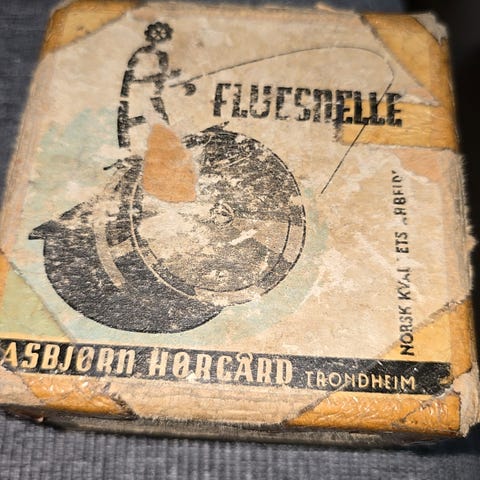 FLUESNELLE
NORSK
ASBJØRN HØRGÅRD TRONDHEIM